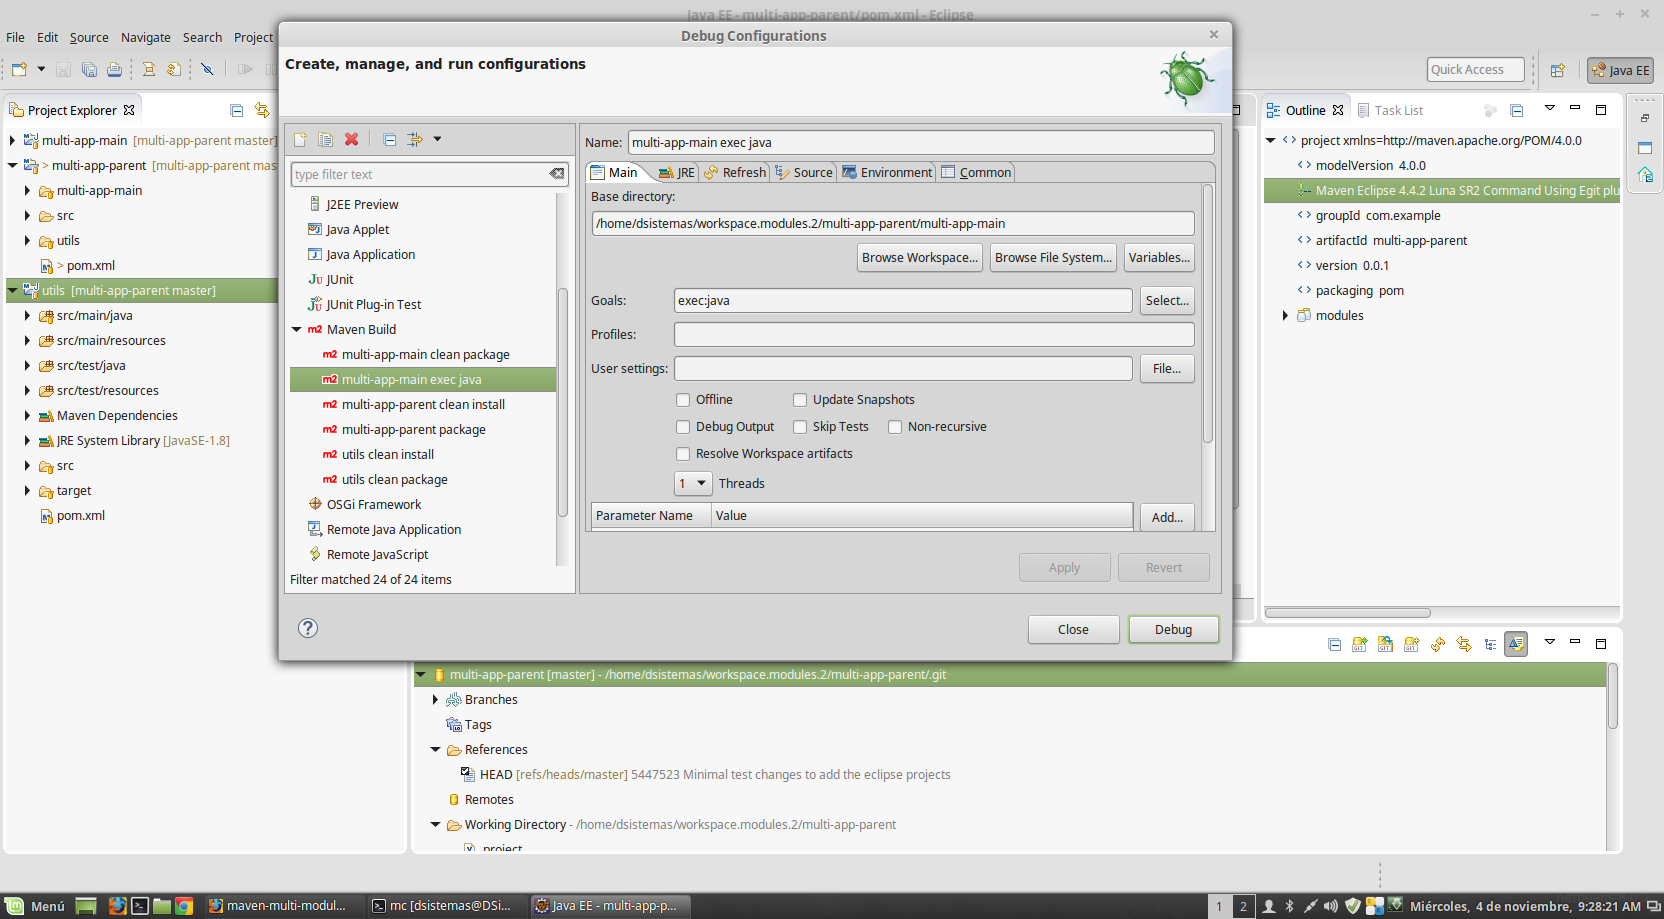 Java EE - multi-app-parent/pom.xml - Eclipse
File Edit Source Navigate Search Project
Quick Access
Java EE
Project Explorer
multi-app-main [multi-app-parent master]
> multi-app-parent [multi-app-parent mas
multi-app-main
src
utils
> pom.xml
utils [multi-app-parent master]
src/main/java
src/main/resources
src/test/java
src/test/resources
Maven Dependencies
JRE System Library [JavaSE-1.8]
src
target
pom.xml
Debug Configurations
Create, manage, and run configurations
type filter text
J2EE Preview
Java Applet
Java Application
JUnit
JUnit Plug-in Test
Maven Build
multi-app-main clean package
multi-app-main exec java
multi-app-parent clean install
multi-app-parent package
utils clean install
utils clean package
OSGi Framework
Remote Java Application
Remote JavaScript
Filter matched 24 of 24 items
Name: multi-app-main exec java
Main JRE Refresh Source Environment Common
Base directory:
/home/dsistemas/workspace.modules.2/multi-app-parent/multi-app-main
Browse Workspace... Browse File System... Variables...
Goals: exec:java Select...
Profiles:
User settings: File...
Offline Update Snapshots
Debug Output Skip Tests Non-recursive
Resolve Workspace artifacts
1 Threads
Parameter Name Value Add...
Apply Revert
Close Debug
Outline Task List
project xmlns=http://maven.apache.org/POM/4.0.0
modelVersion 4.0.0
Maven Eclipse 4.4.2 Luna SR2 Command Using Egit plu
groupId com.example
artifactId multi-app-parent
version 0.0.1
packaging pom
modules
multi-app-parent [master] - /home/dsistemas/workspace.modules.2/multi-app-parent/.git
Branches
Tags
References
HEAD [refs/heads/master] 5447523 Minimal test changes to add the eclipse projects
Remotes
Working Directory - /home/dsistemas/workspace.modules.2/multi-app-parent
.project
Menú maven-multi-modul... mc [dsistemas@DSi... Java EE - multi-app-p... 1 2 Miércoles, 4 de noviembre, 9:28:21 AM